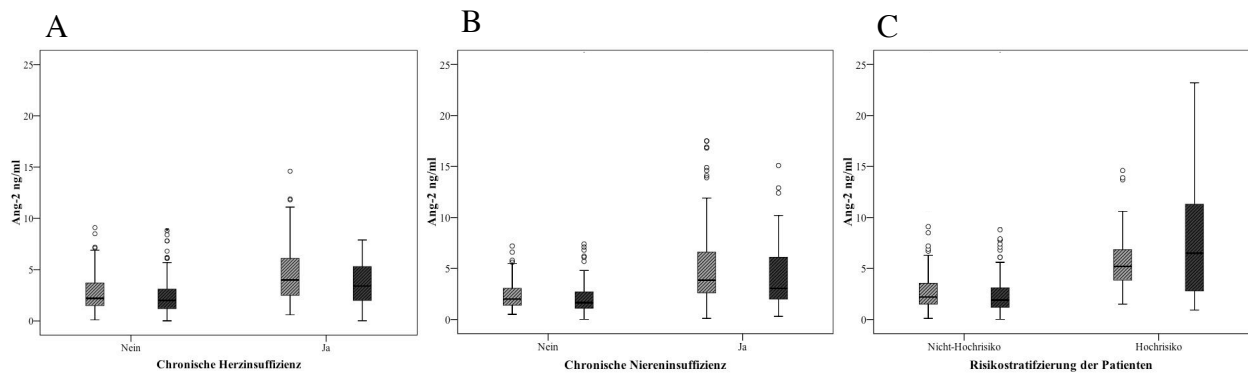 A
25
20
15
10
5
0
Ang-2 ng/ml
Nein
Ja
Chronische Herzinsuffizienz
B
25
20
15
10
5
0
Ang-2 ng/ml
Nein
Ja
Chronische Niereninsuffizienz
C
25
20
15
10
5
0
Ang-2 ng/ml
Nicht-Hochrisiko
Hochrisiko
Risikostratifzierung der Patienten